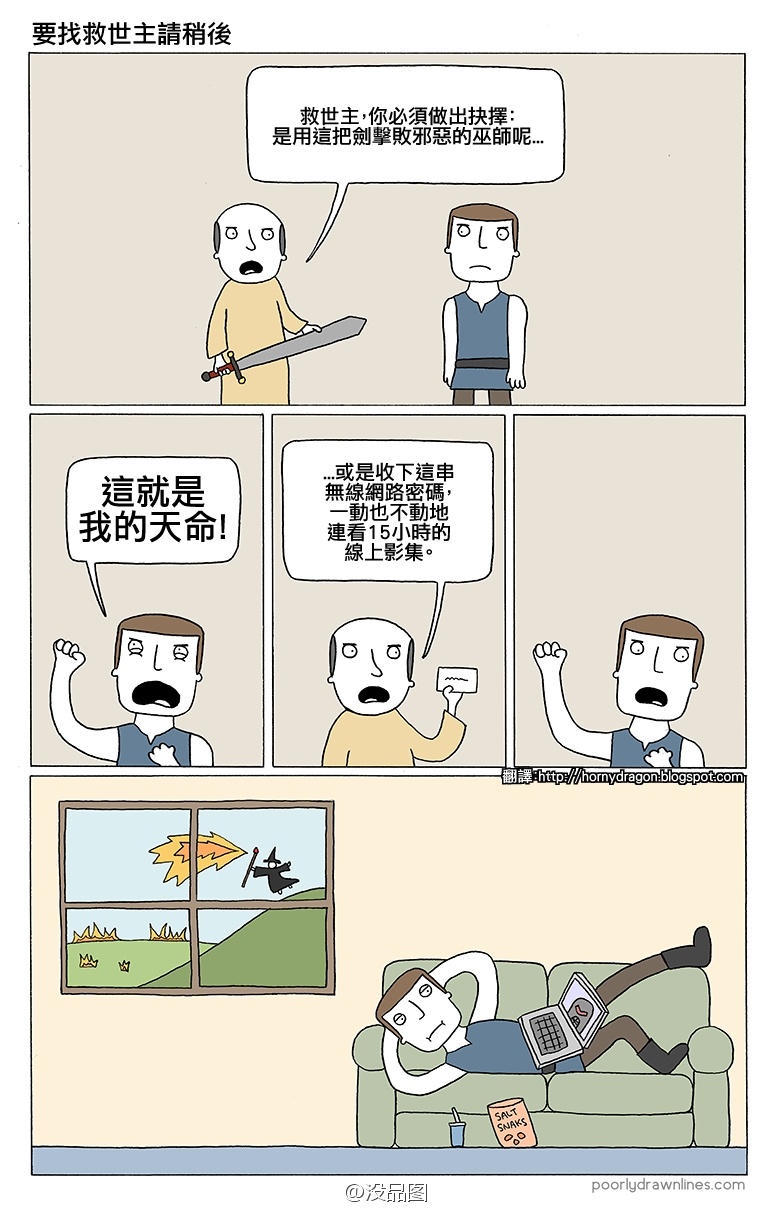 要找救世主請稍後
救世主,你必須做出抉擇:
是用這把劍擊敗邪惡的巫師呢...
這就是
我的天命!
...或是收下這串
無線網路密碼,
一動也不動地
連看15小時的
線上影集。
翻譯:http://hornydragon.blogspot.com
SALT
SNAKS
poorlydrawnlines.com
@没品图